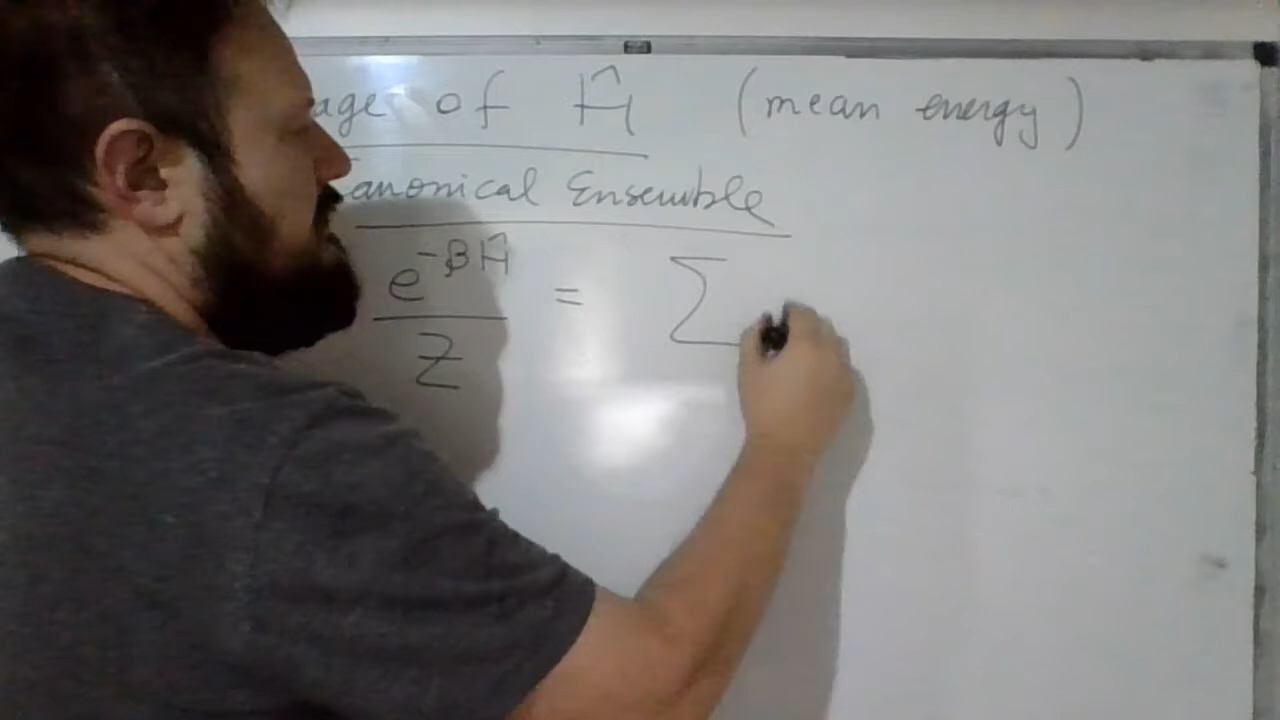 age of Ĥ (mean energy)
anonical Ensemble
e^{-βĤ} / Z = Σ